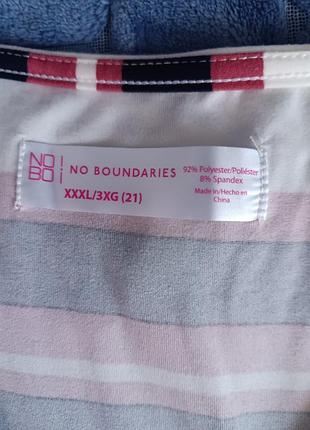 NO
BO
NO BOUNDARIES
XXXL/3XG (21)
92% Polyester/Poliéster
8% Spandex
Made in/Hecho en
China